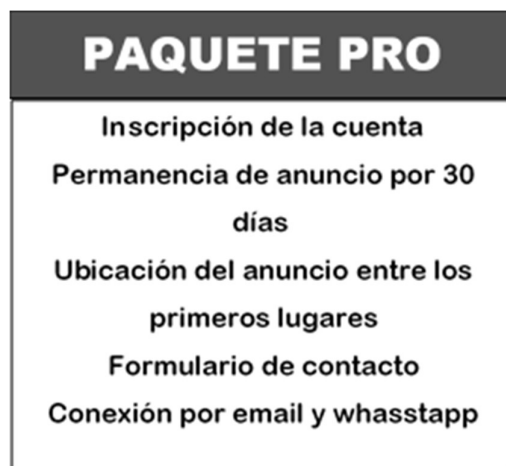 PAQUETE PRO
Inscripción de la cuenta
Permanencia de anuncio por 30
días
Ubicación del anuncio entre los
primeros lugares
Formulario de contacto
Conexión por email y whasstapp